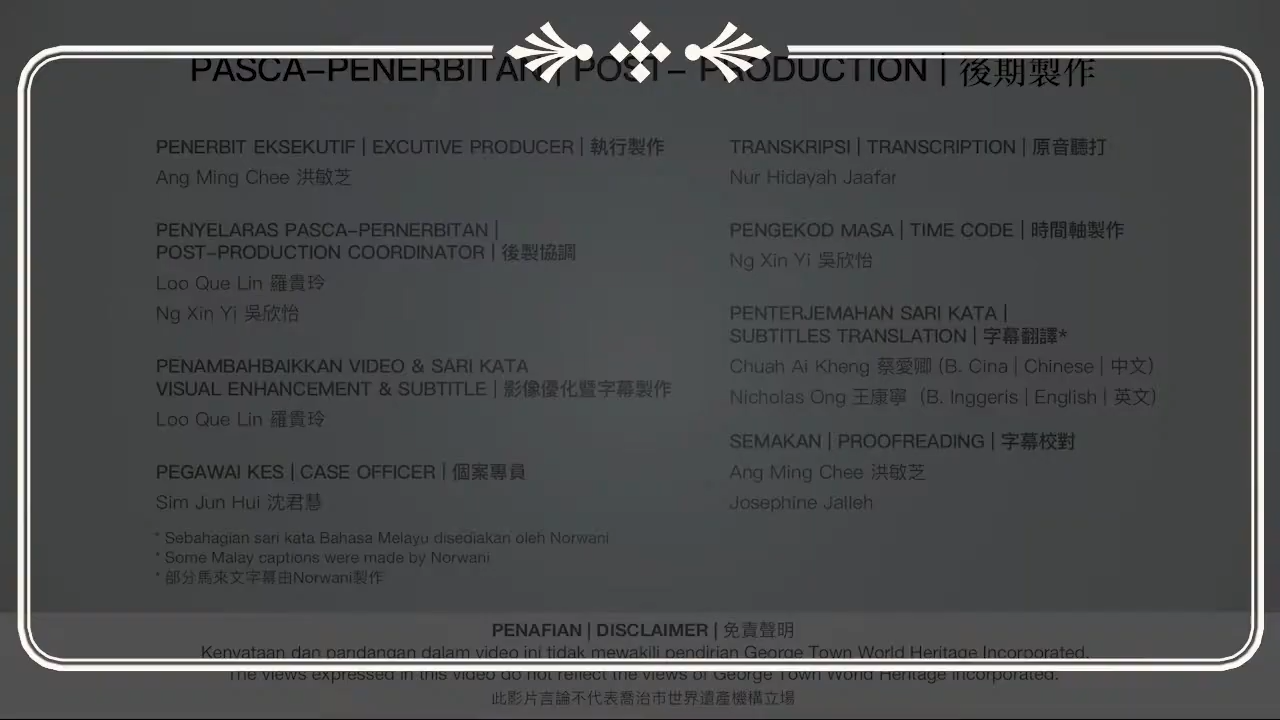 PASCA-PENERBITAN | POST- PRODUCTION | 後期製作
PENERBIT EKSEKUTIF | EXCUTIVE PRODUCER | 執行製作
Ang Ming Chee 洪敏芝
PENYELARAS PASCA-PERNERBITAN |
POST-PRODUCTION COORDINATOR | 後製協調
Loo Que Lin 羅貴玲
Ng Xin Yi 吳欣怡
PENAMBAHBAIKKAN VIDEO & SARI KATA
VISUAL ENHANCEMENT & SUBTITLE | 影像優化暨字幕製作
Loo Que Lin 羅貴玲
PEGAWAI KES | CASE OFFICER | 個案專員
Sim Jun Hui 沈君慧
* Sebahagian sari kata Bahasa Melayu disediakan oleh Norwani
* Some Malay captions were made by Norwani
* 部分馬來文字幕由Norwani製作
TRANSKRIPSI | TRANSCRIPTION | 原音聽打
Nur Hidayah Jaafar
PENGEKOD MASA | TIME CODE | 時間軸製作
Ng Xin Yi 吳欣怡
PENTERJEMAHAN SARI KATA |
SUBTITLES TRANSLATION | 字幕翻譯*
Chuah Ai Kheng 蔡愛卿 (B. Cina | Chinese | 中文)
Nicholas Ong 王康寧 (B. Inggeris | English | 英文)
SEMAKAN | PROOFREADING | 字幕校對
Ang Ming Chee 洪敏芝
Josephine Jalleh
PENAFIAN | DISCLAIMER | 免責聲明
Kenyataan dan pandangan dalam video ini tidak mewakili pendirian George Town World Heritage Incorporated.
The views expressed in this video do not reflect the views of George Town World Heritage Incorporated.
此影片言論不代表喬治市世界遺產機構立場